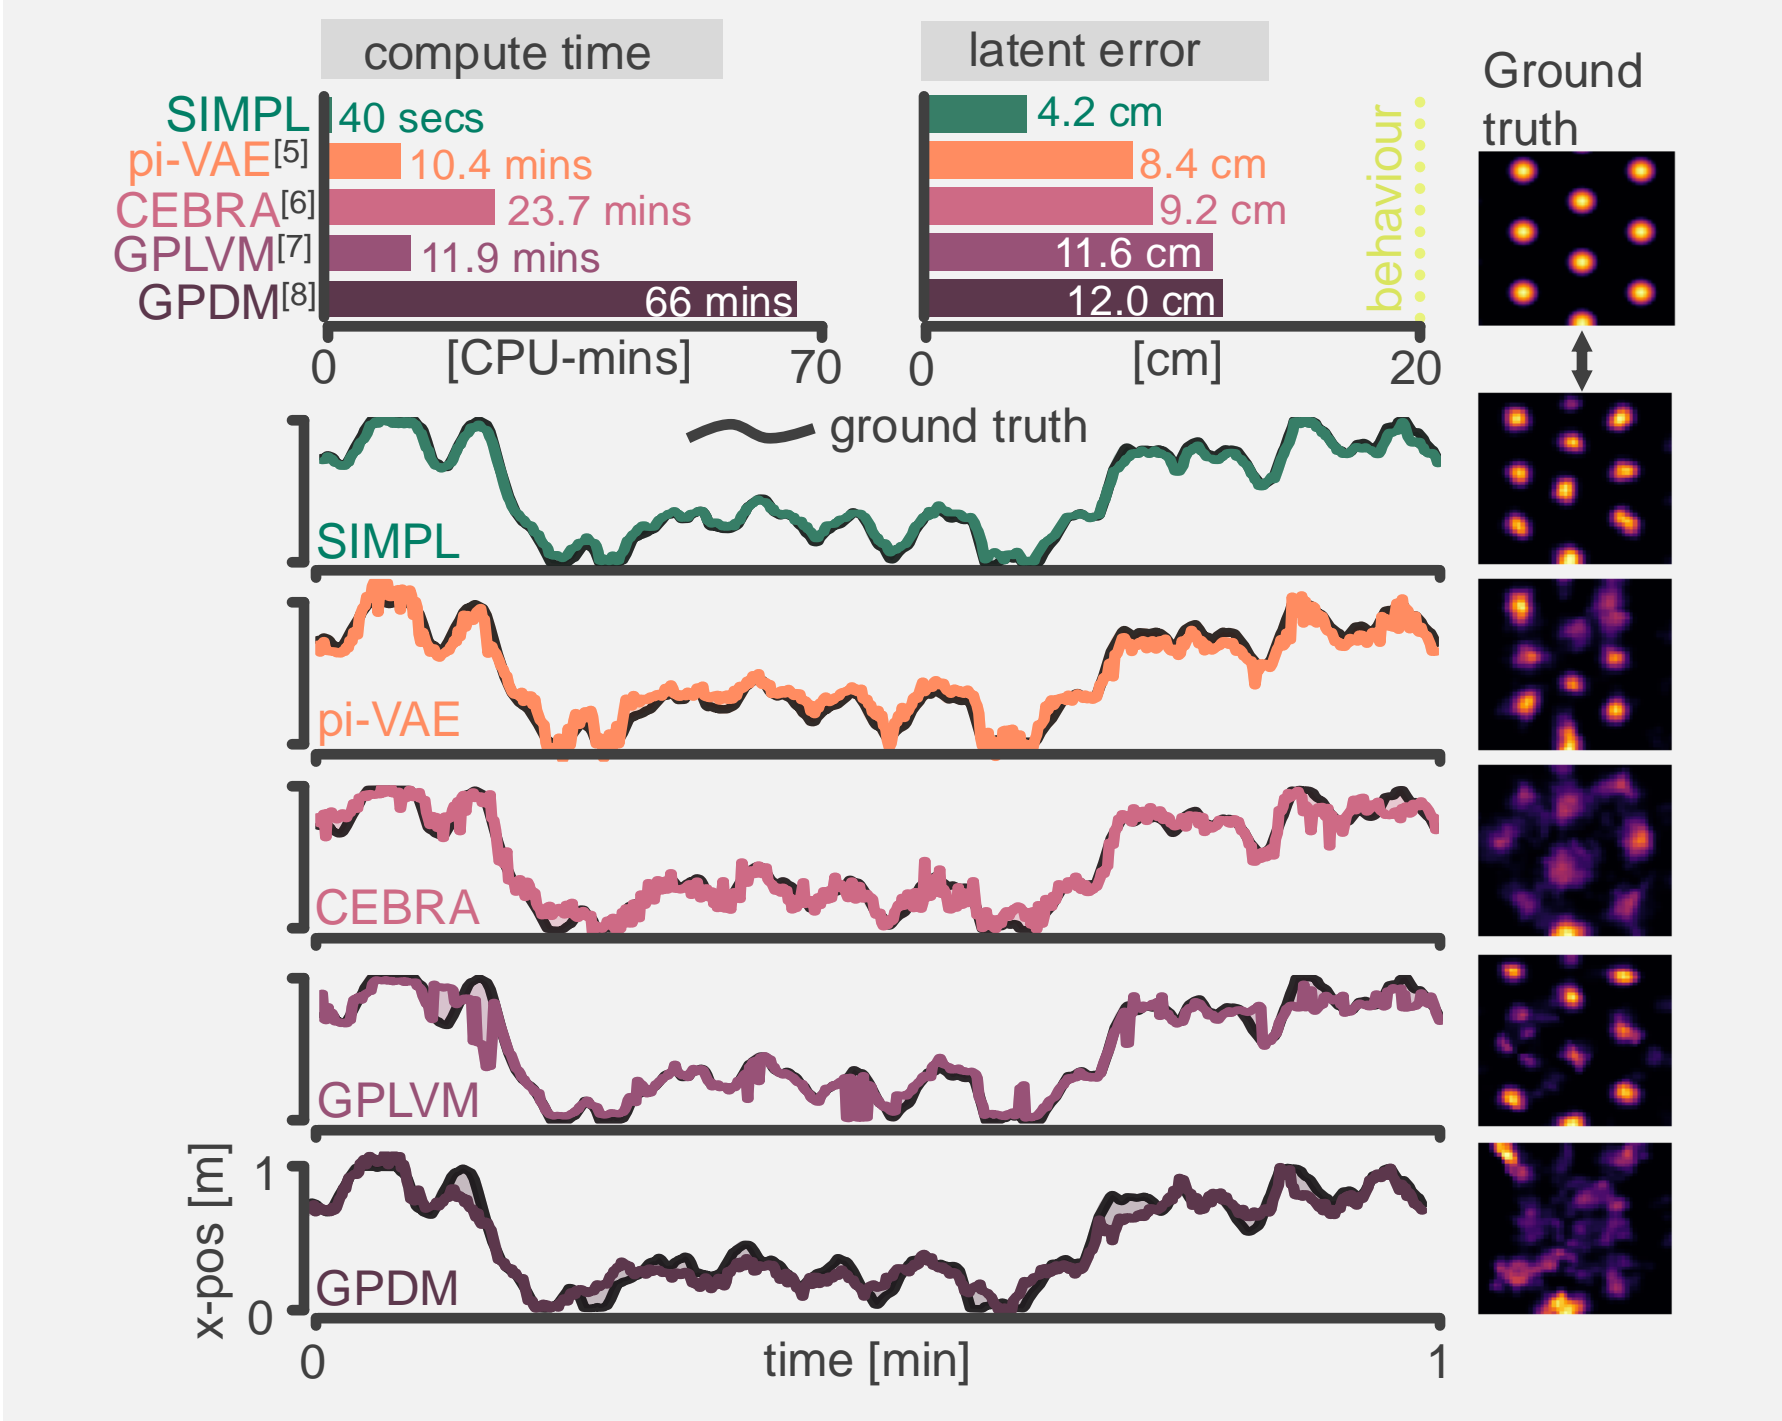 compute time
latent error
Ground
truth
SIMPL
40 secs
4.2 cm
pi-VAE[5]
10.4 mins
8.4 cm
CEBRA[6]
23.7 mins
9.2 cm
GPLVM[7]
11.9 mins
11.6 cm
GPDM[8]
66 mins
12.0 cm
behaviour
0
[CPU-mins]
70
0
[cm]
20
ground truth
SIMPL
pi-VAE
CEBRA
GPLVM
GPDM
x-pos [m]
1
0
0
time [min]
1